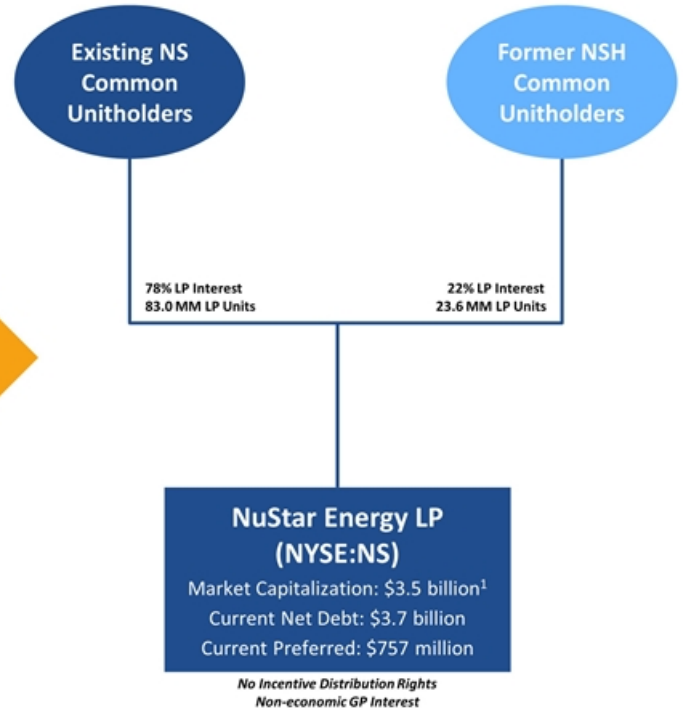 Existing NS
Common
Unitholders
Former NSH
Common
Unitholders
78% LP Interest
83.0 MM LP Units
22% LP Interest
23.6 MM LP Units
NuStar Energy LP
(NYSE:NS)
Market Capitalization: $3.5 billion¹
Current Net Debt: $3.7 billion
Current Preferred: $757 million
No Incentive Distribution Rights
Non-economic GP Interest